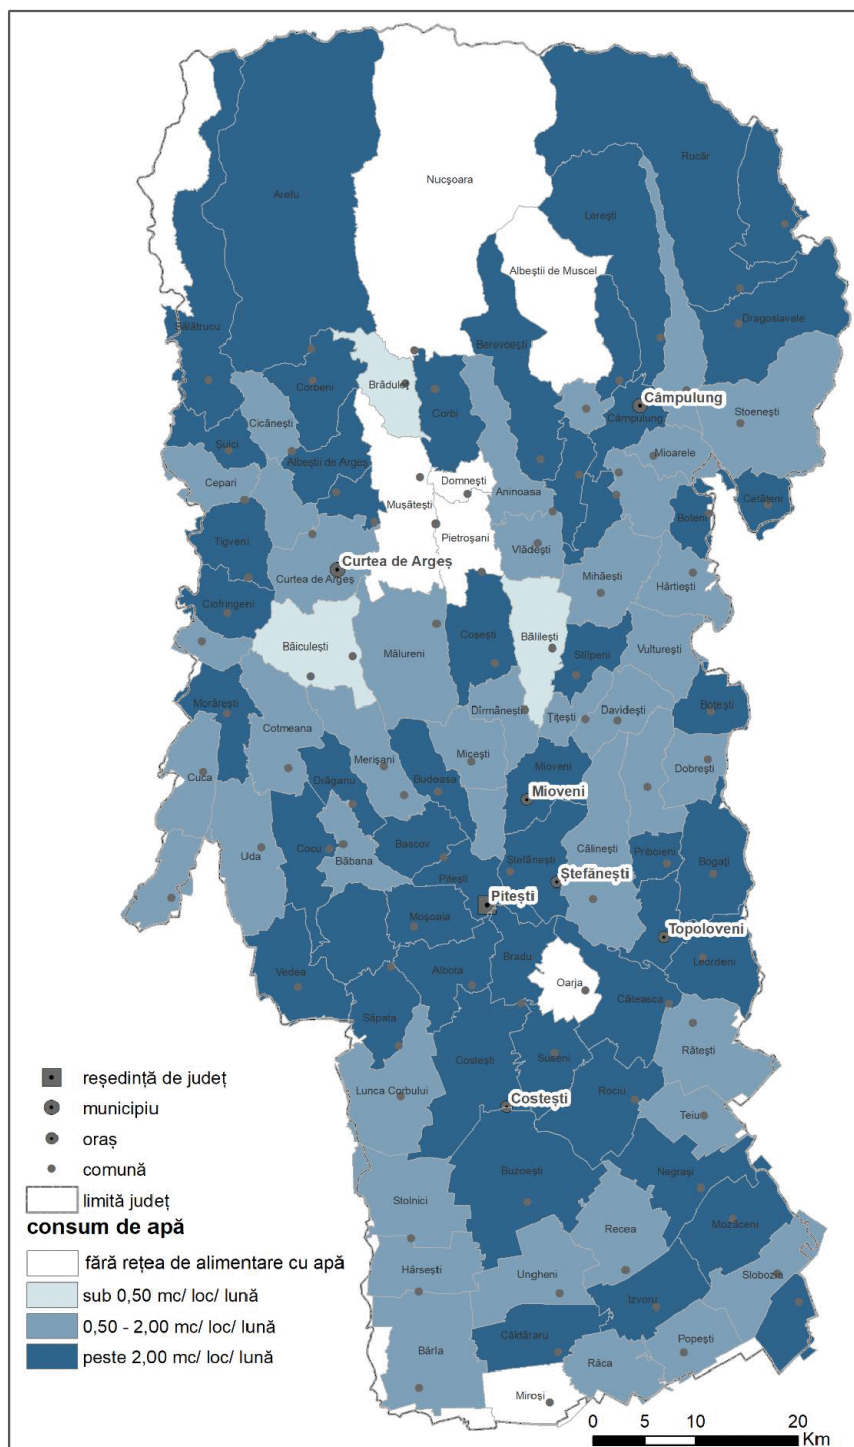 Rucăr
Nucșoara
Arefu
Lerești
Albeștii de Muscel
Sălătrucu
Dragoslavele
Berevoești
Brăduleț
Corbeni
Câmpulung
Corbi
Câmpulung
Stoenești
Cicănești
Șuici
Mioarele
Albeștii de Argeș
Cepari
Domnești
Aninoasa
Cetățeni
Mușătești
Boteni
Tigveni
Pietroșani
Vlădești
Curtea de Argeș
Curtea de Argeș
Mihăești
Hârtiești
Ciofringeni
Băiculești
Mălureni
Coșești
Bălilești
Stîlpeni
Vulturești
Morărești
Boțești
Cotmeana
Dîrmănești
Țițești
Davidești
Merișani
Micești
Mioveni
Dobrești
Cuca
Drăganu
Budeasa
Mioveni
Bascov
Călinești
Priboieni
Uda
Cocu
Băbana
Ștefănești
Bogați
Pitești
Ștefănești
Pitești
Moșoaia
Topoloveni
Bradu
Leordeni
Vedea
Albota
Oarja
Căteasca
Săpata
Rătești
Costești
Suseni
Lunca Corbului
Rociu
Costești
Teiu
Buzoești
Negrași
Stolnici
Recea
Mozăceni
Hârsești
Ungheni
Slobozia
Izvoru
Căldăraru
Bârla
Popești
Râca
Miroși
reședință de județ
municipiu
oraș
comună
limită județ
consum de apă
fără rețea de alimentare cu apă
sub 0,50 mc/ loc/ lună
0,50 - 2,00 mc/ loc/ lună
peste 2,00 mc/ loc/ lună
0 5 10 20
Km